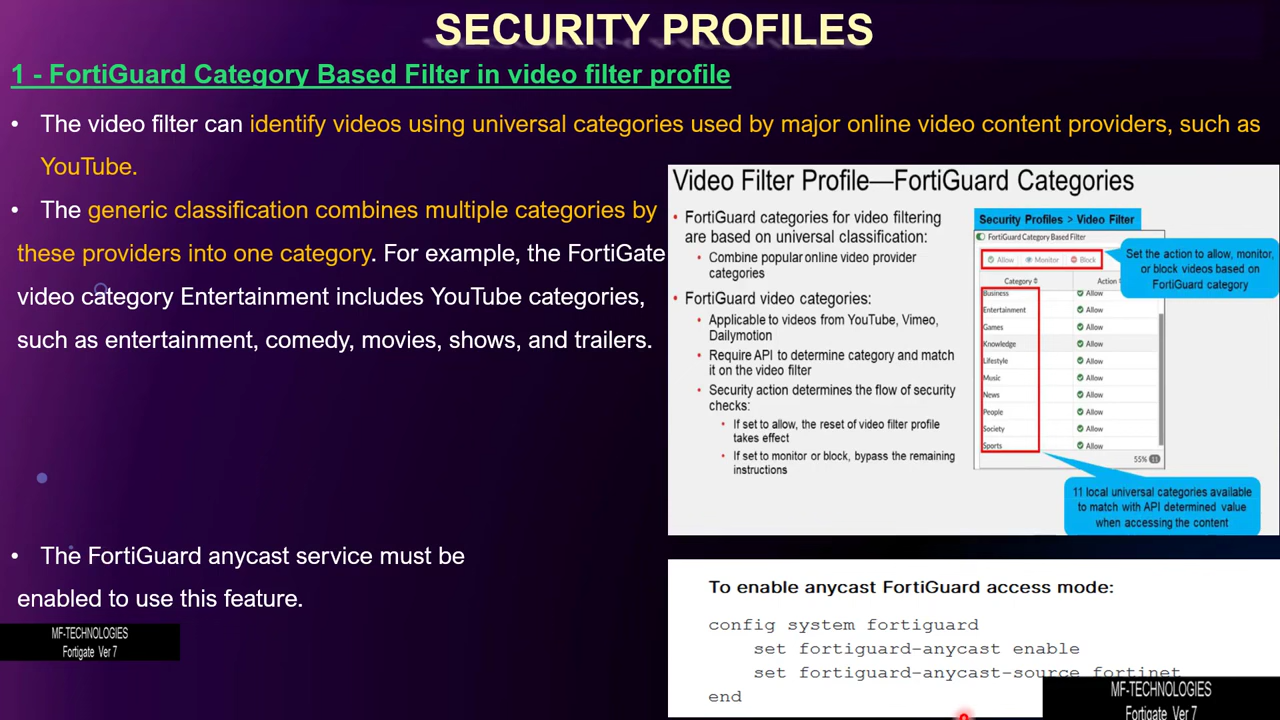 SECURITY PROFILES
1 - FortiGuard Category Based Filter in video filter profile
• The video filter can identify videos using universal categories used by major online video content providers, such as
YouTube.
• The generic classification combines multiple categories by
these providers into one category. For example, the FortiGate
video category Entertainment includes YouTube categories,
such as entertainment, comedy, movies, shows, and trailers.
• The FortiGuard anycast service must be
enabled to use this feature.
MF-TECHNOLOGIES
Fortigate Ver 7
Video Filter Profile—FortiGuard Categories
• FortiGuard categories for video filtering
are based on universal classification:
• Combine popular online video provider
categories
• FortiGuard video categories:
• Applicable to videos from YouTube, Vimeo,
Dailymotion
• Require API to determine category and match
it on the video filter
• Security action determines the flow of security
checks:
• If set to allow, the reset of video filter profile
takes effect
• If set to monitor or block, bypass the remaining
instructions
Security Profiles > Video Filter
FortiGuard Category Based Filter
Allow Monitor Block
Category Action
Business Allow
Entertainment Allow
Games Allow
Knowledge Allow
Lifestyle Allow
Music Allow
News Allow
People Allow
Society Allow
Sports Allow
55% 11
Set the action to allow, monitor,
or block videos based on
FortiGuard category
11 local universal categories available
to match with API determined value
when accessing the content
To enable anycast FortiGuard access mode:
config system fortiguard
set fortiguard-anycast enable
set fortiguard-anycast-source fortinet
end
MF-TECHNOLOGIES
Fortigate Ver 7